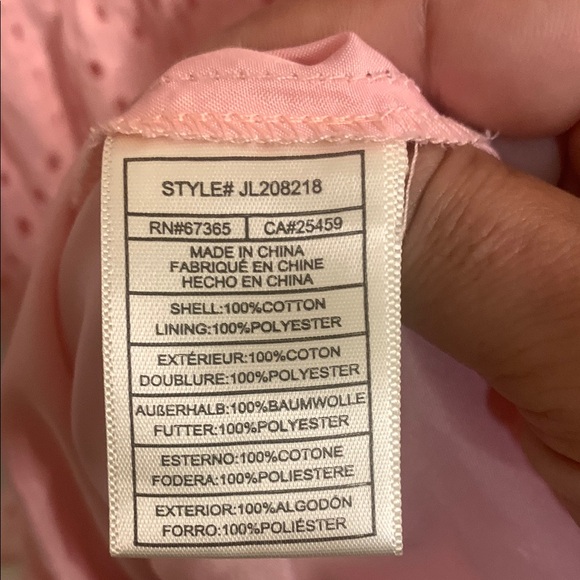 STYLE# JL208218
RN#67365 CA#25459
MADE IN CHINA
FABRIQUÉ EN CHINE
HECHO EN CHINA
SHELL:100%COTTON
LINING:100%POLYESTER
EXTÉRIEUR:100%COTON
DOUBLURE:100%POLYESTER
AUßERHALB:100%BAUMWOLLE
FUTTER:100%POLYESTER
ESTERNO:100%COTONE
FODERA:100%POLIESTERE
EXTERIOR:100%ALGODÓN
FORRO:100%POLIÉSTER